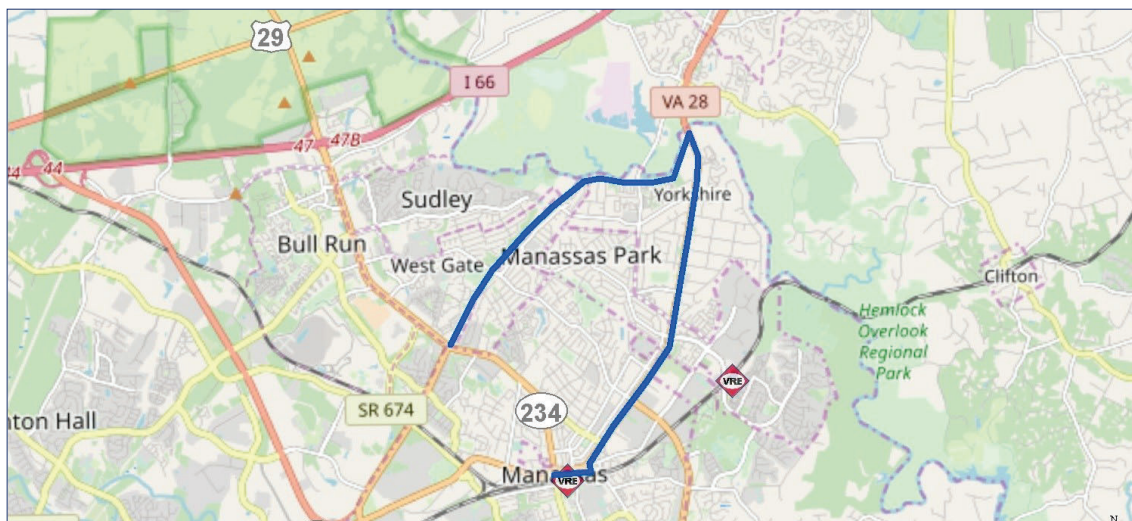 29
I 66
VA 28
47
47B
44
44
Sudley
Yorkshire
Bull Run
West Gate
Manassas Park
Clifton
Hemlock
Overlook
Regional
Park
VRE
SR 674
234
nton Hall
Manassas
VRE
N